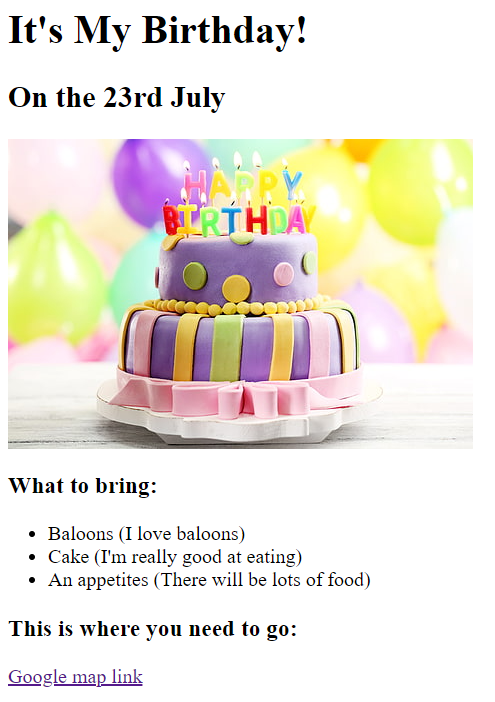 It's My Birthday!
On the 23rd July
HAPPY
BIRTHDAY
What to bring:
Baloons (I love baloons)
Cake (I'm really good at eating)
An appetites (There will be lots of food)
This is where you need to go:
Google map link